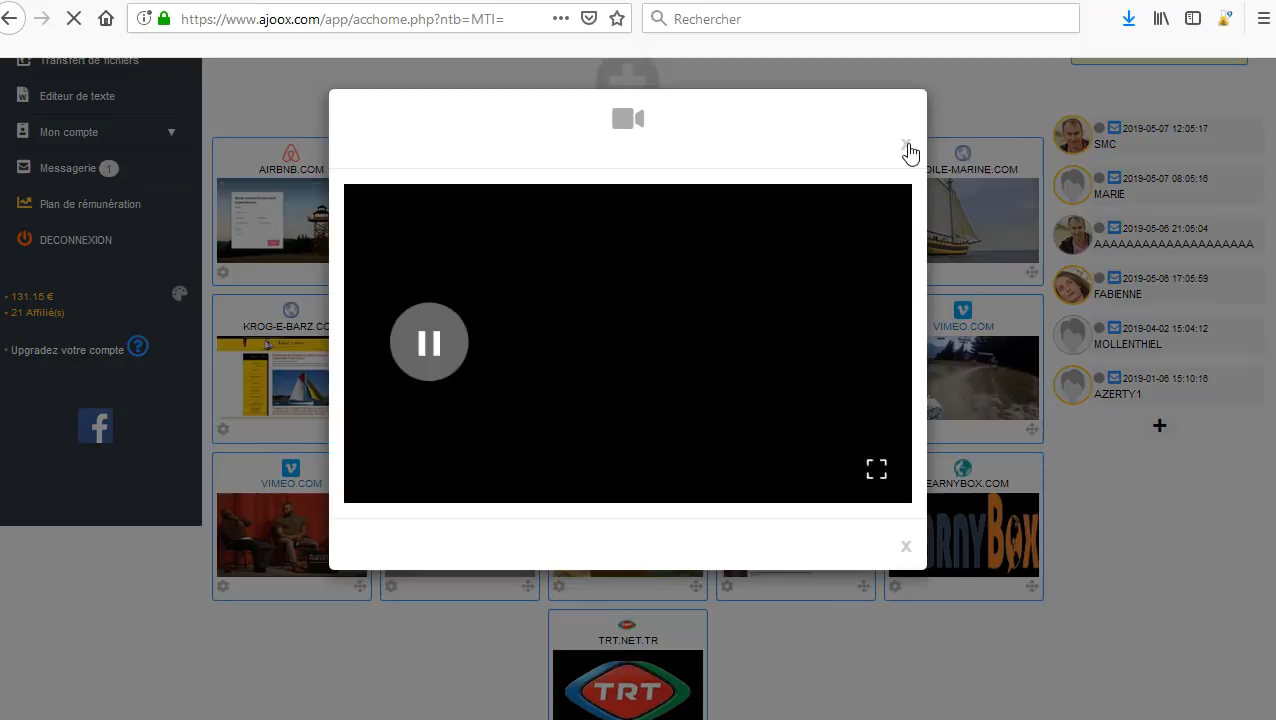 https://www.ajoox.com/app/acchome.php?ntb=MTI=
Rechercher
Transfert de fichiers
Editeur de texte
Mon compte
Messagerie 1
Plan de rémunération
DECONNEXION
• 131.15 €
• 21 Affilié(s)
• Upgradez votre compte ?
f
x
x
AIRBNB.COM
OILE-MARINE.COM
KROG-E-BARZ.CO
VIMEO.COM
VIMEO.COM
EARNYBOX.COM
ARNYBOX
TRT.NET.TR
TRT
2019-05-07 12:05:17
SMC
2019-05-07 08:05:16
MARIE
2019-05-06 21:05:04
AAAAAAAAAAAAAAAAAAAA
2019-05-06 17:05:59
FABIENNE
2019-04-02 15:04:12
MOLLENTHIEL
2019-01-06 15:10:16
AZERTY1
+